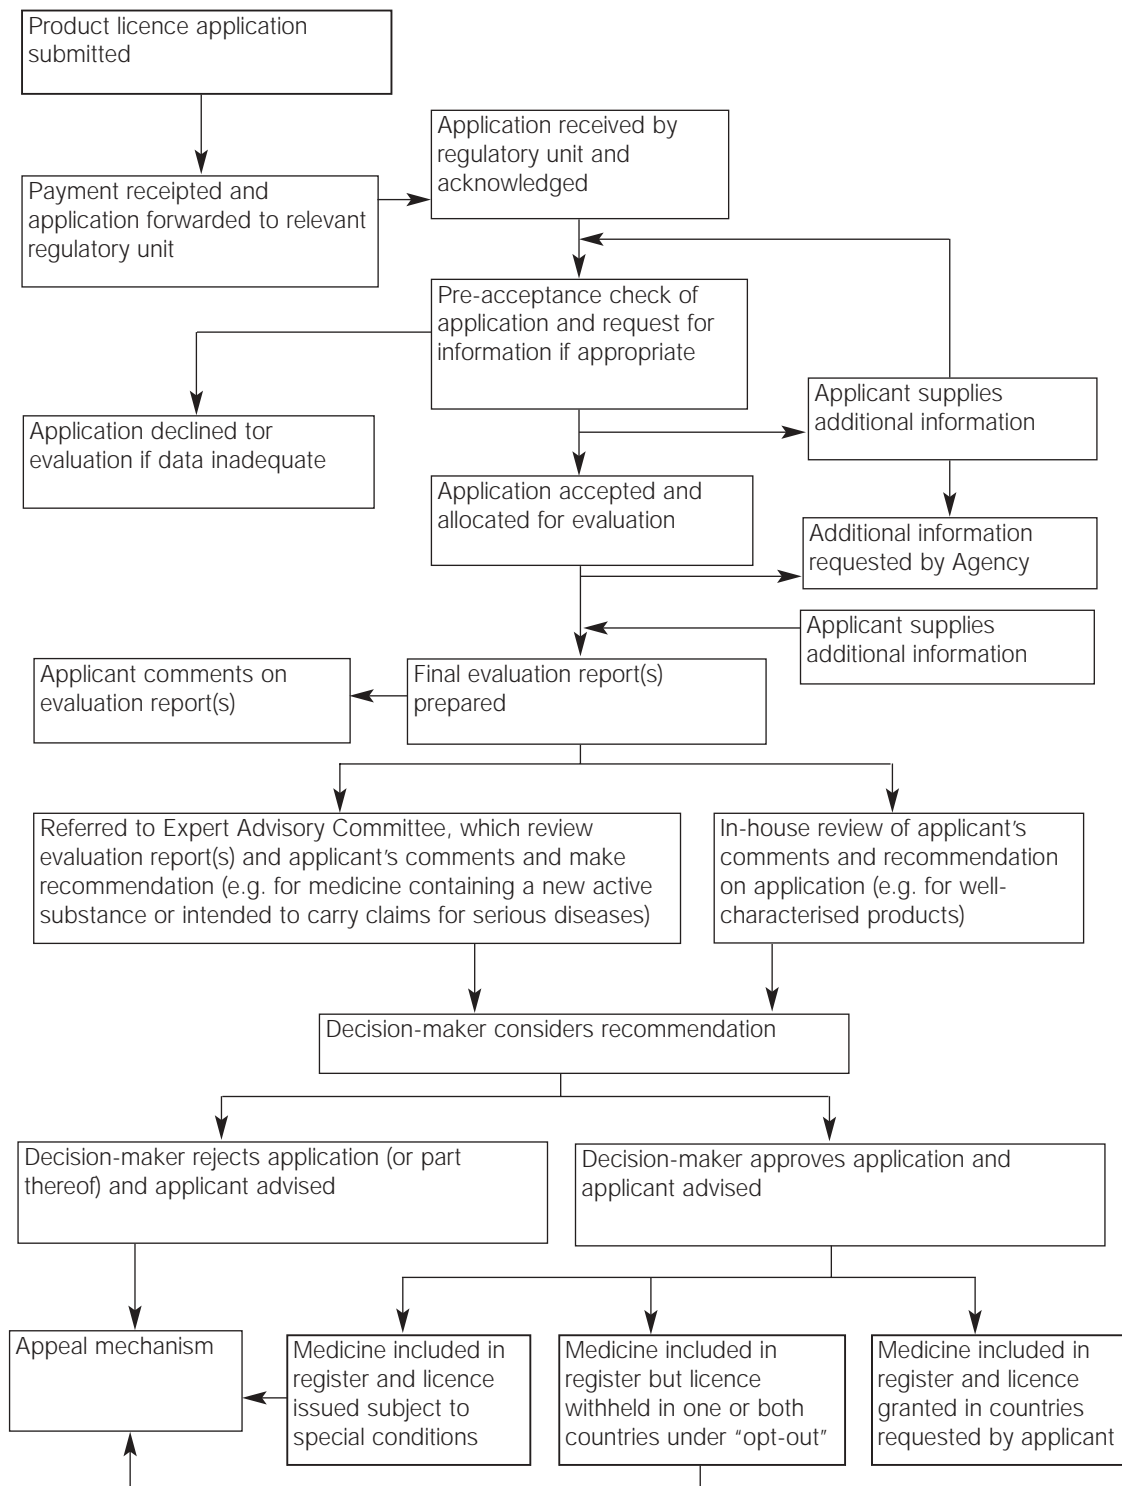 Product licence application
submitted
Application received by
regulatory unit and
acknowledged
Payment receipted and
application forwarded to relevant
regulatory unit
Pre-acceptance check of
application and request for
information if appropriate
Applicant supplies
additional information
Application declined tor
evaluation if data inadequate
Application accepted and
allocated for evaluation
Additional information
requested by Agency
Applicant supplies
additional information
Applicant comments on
evaluation report(s)
Final evaluation report(s)
prepared
Referred to Expert Advisory Committee, which review
evaluation report(s) and applicant's comments and make
recommendation (e.g. for medicine containing a new active
substance or intended to carry claims for serious diseases)
In-house review of applicant's
comments and recommendation
on application (e.g. for well-
characterised products)
Decision-maker considers recommendation
Decision-maker rejects application (or part
thereof) and applicant advised
Decision-maker approves application and
applicant advised
Appeal mechanism
Medicine included in
register and licence
issued subject to
special conditions
Medicine included in
register but licence
withheld in one or both
countries under "opt-out"
Medicine included in
register and licence
granted in countries
requested by applicant